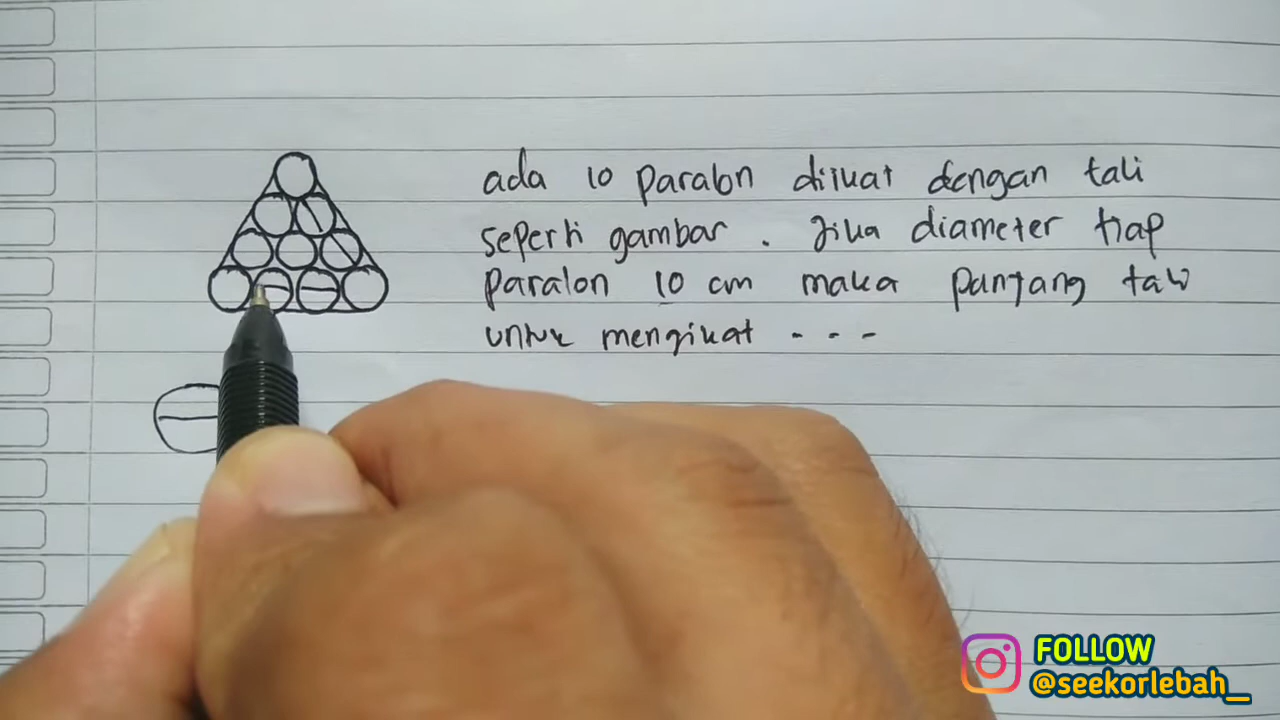 ada 10 paralon diikat dengan tali
seperti gambar . Jika diameter tiap
paralon 10 cm maka panjang tali
untuk mengikat - - -
FOLLOW
@seekorlebah_